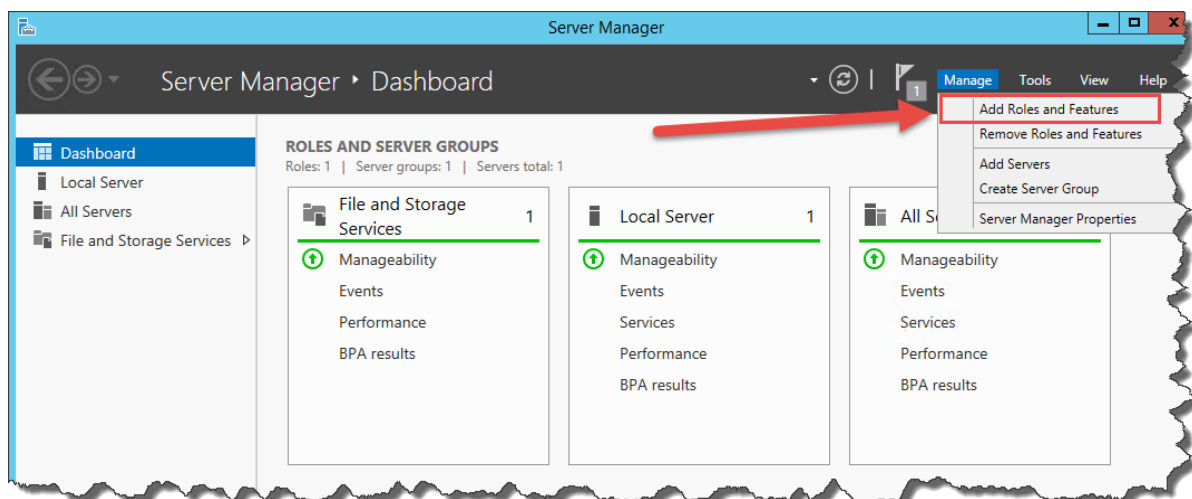 Server Manager
Server Manager • Dashboard
1
Manage Tools View Help
Add Roles and Features
Remove Roles and Features
Add Servers
Create Server Group
Server Manager Properties
Dashboard
Local Server
All Servers
File and Storage Services
ROLES AND SERVER GROUPS
Roles: 1 | Server groups: 1 | Servers total: 1
File and Storage Services 1
Manageability
Events
Performance
BPA results
Local Server 1
Manageability
Events
Services
Performance
BPA results
All S
Manageability
Events
Services
Performance
BPA results